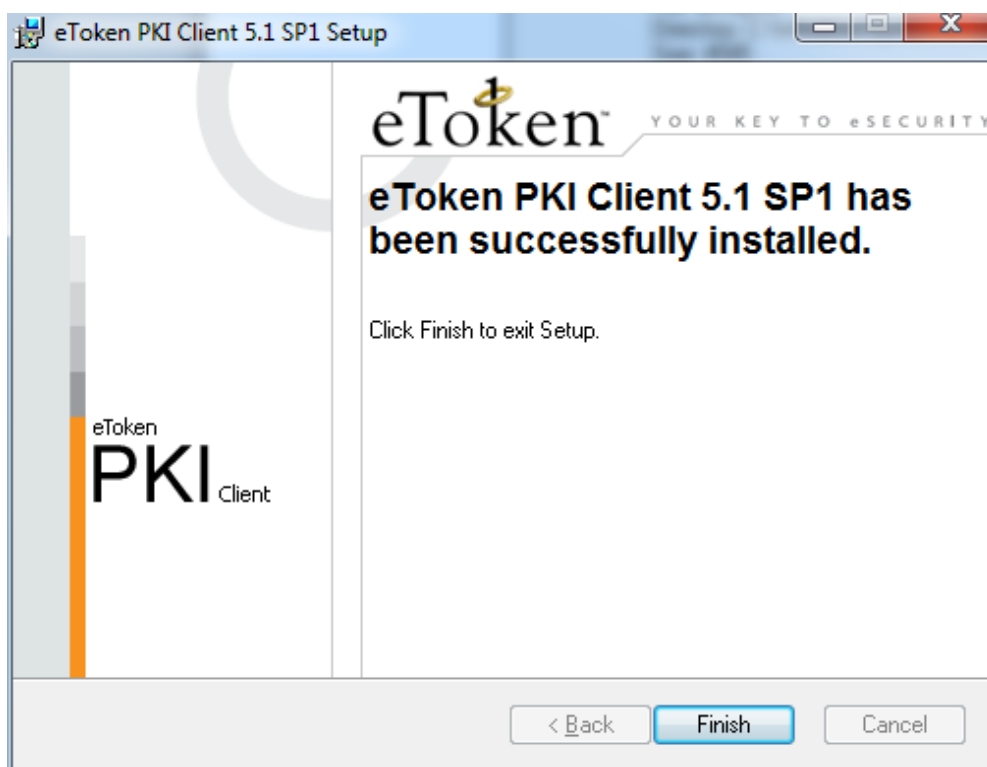 eToken PKI Client 5.1 SP1 Setup
eToken™ YOUR KEY TO eSECURITY
eToken PKI Client 5.1 SP1 has
been successfully installed.
Click Finish to exit Setup.
eToken
PKI Client
< Back Finish Cancel